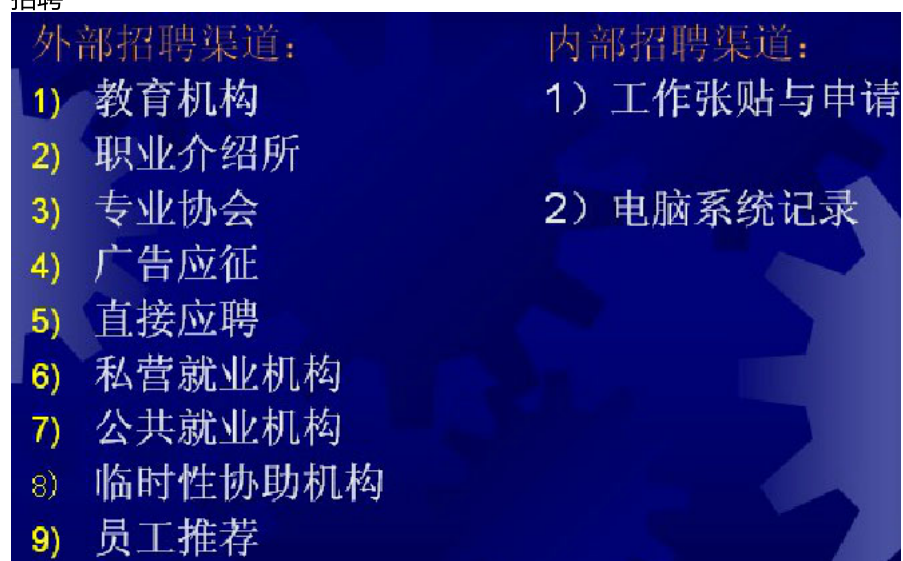 招聘
外部招聘渠道：
1) 教育机构
2) 职业介绍所
3) 专业协会
4) 广告应征
5) 直接应聘
6) 私营就业机构
7) 公共就业机构
8) 临时性协助机构
9) 员工推荐
内部招聘渠道：
1）工作张贴与申请
2）电脑系统记录